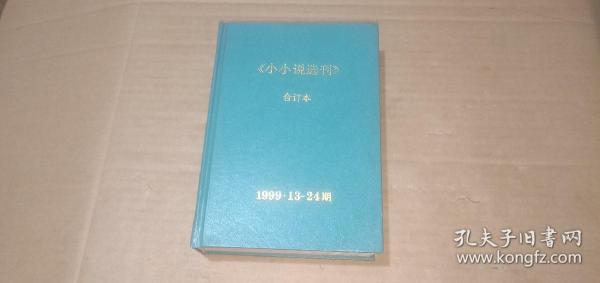 《小小说选刊》
合订本
1999·13-24期
孔夫子旧书网
www.kongfz.com